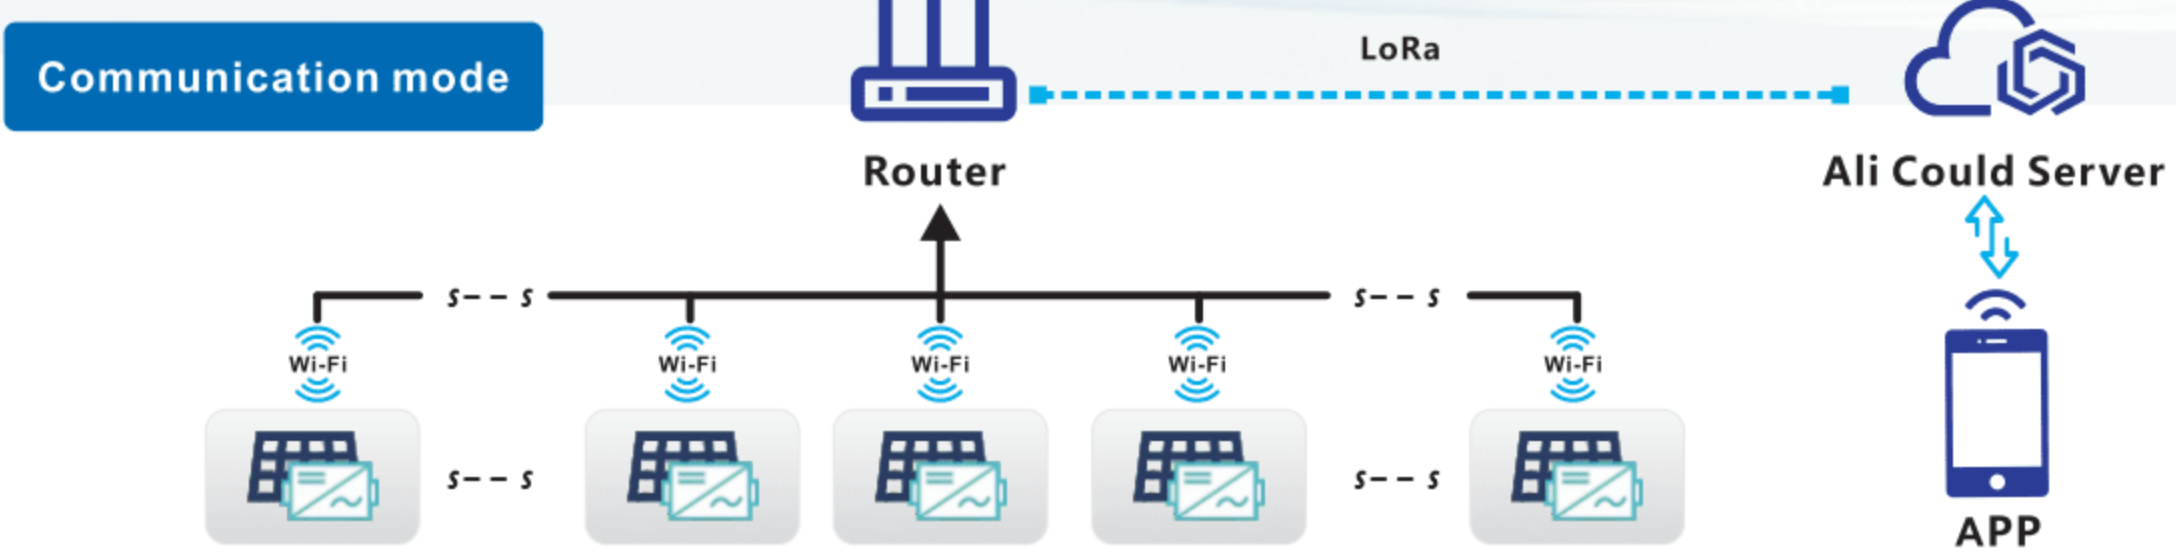 Communication mode
LoRa
Router
Ali Could Server
s-- s
s-- s
Wi-Fi
Wi-Fi
Wi-Fi
Wi-Fi
Wi-Fi
s-- s
s-- s
APP